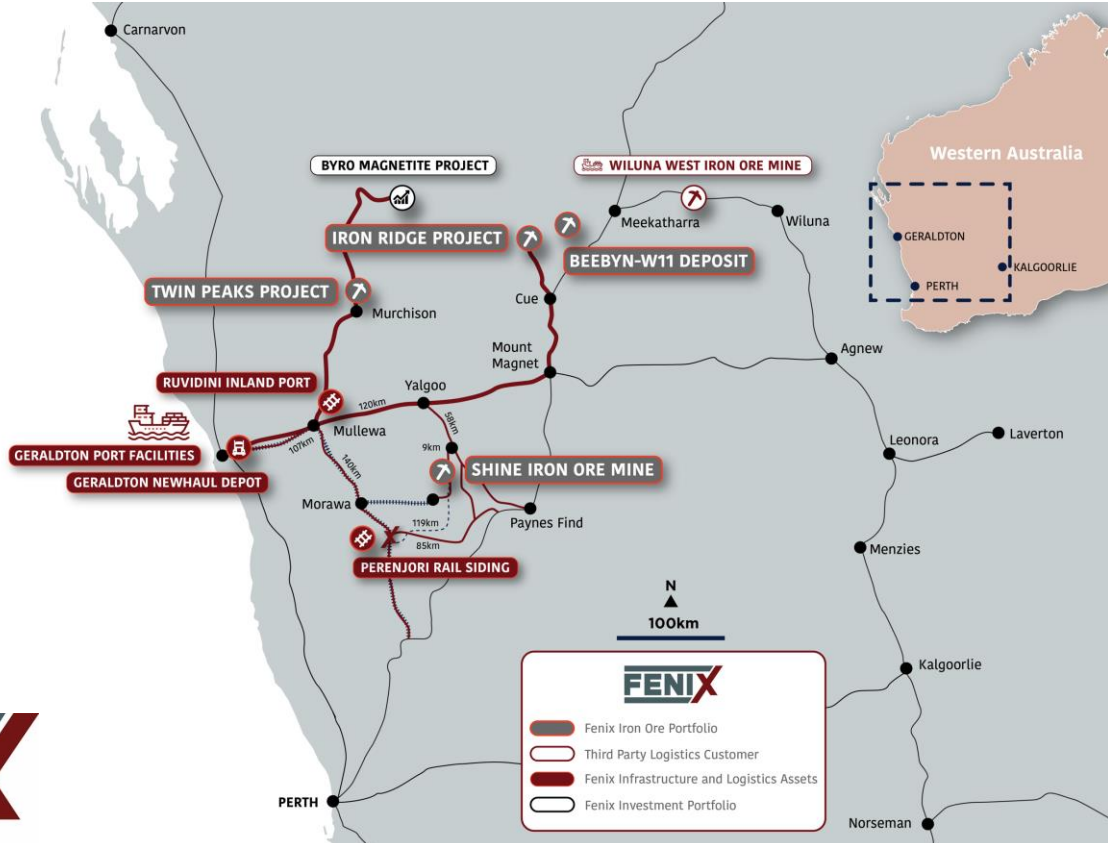 Carnarvon
BYRO MAGNETITE PROJECT
WILUNA WEST IRON ORE MINE
Western Australia
Meekatharra
Wiluna
IRON RIDGE PROJECT
BEEBYN-W11 DEPOSIT
GERALDTON
KALGOORLIE
PERTH
TWIN PEAKS PROJECT
Murchison
Cue
Mount
Magnet
Agnew
RUVIDINI INLAND PORT
Yalgoo
120km
58km
Mullewa
107km
GERALDTON PORT FACILITIES
GERALDTON NEWHAUL DEPOT
140km
9km
SHINE IRON ORE MINE
Leonora
Laverton
Morawa
119km
85km
Paynes Find
PERENJORI RAIL SIDING
Menzies
N
100km
FENIX
Fenix Iron Ore Portfolio
Third Party Logistics Customer
Fenix Infrastructure and Logistics Assets
Fenix Investment Portfolio
Kalgoorlie
PERTH
Norseman